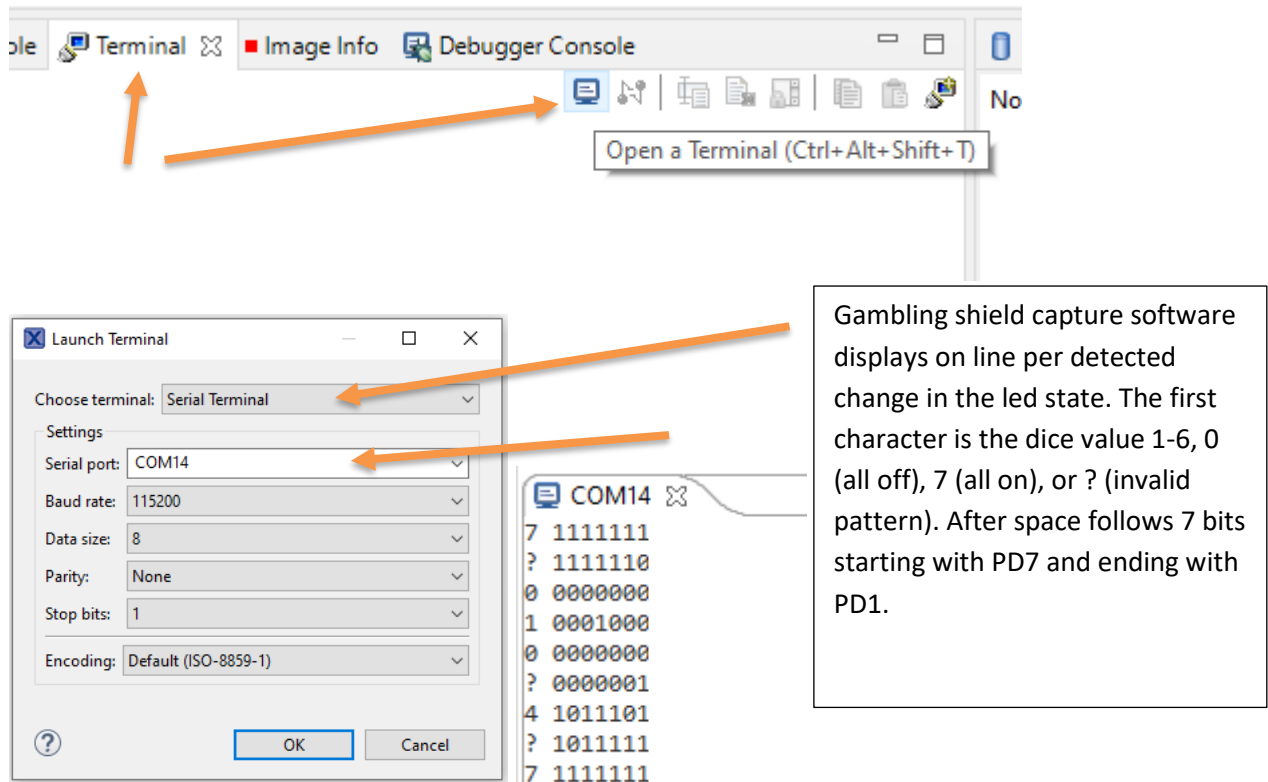 ole Terminal Image Info Debugger Console
No
Open a Terminal (Ctrl+Alt+Shift+T)
Launch Terminal
Choose terminal: Serial Terminal
Settings
Serial port: COM14
Baud rate: 115200
Data size: 8
Parity: None
Stop bits: 1
Encoding: Default (ISO-8859-1)
OK Cancel
COM14
7 1111111
? 1111110
0 0000000
1 0001000
0 0000000
? 0000001
4 1011101
? 1011111
7 1111111
Gambling shield capture software
displays on line per detected
change in the led state. The first
character is the dice value 1-6, 0
(all off), 7 (all on), or ? (invalid
pattern). After space follows 7 bits
starting with PD7 and ending with
PD1.